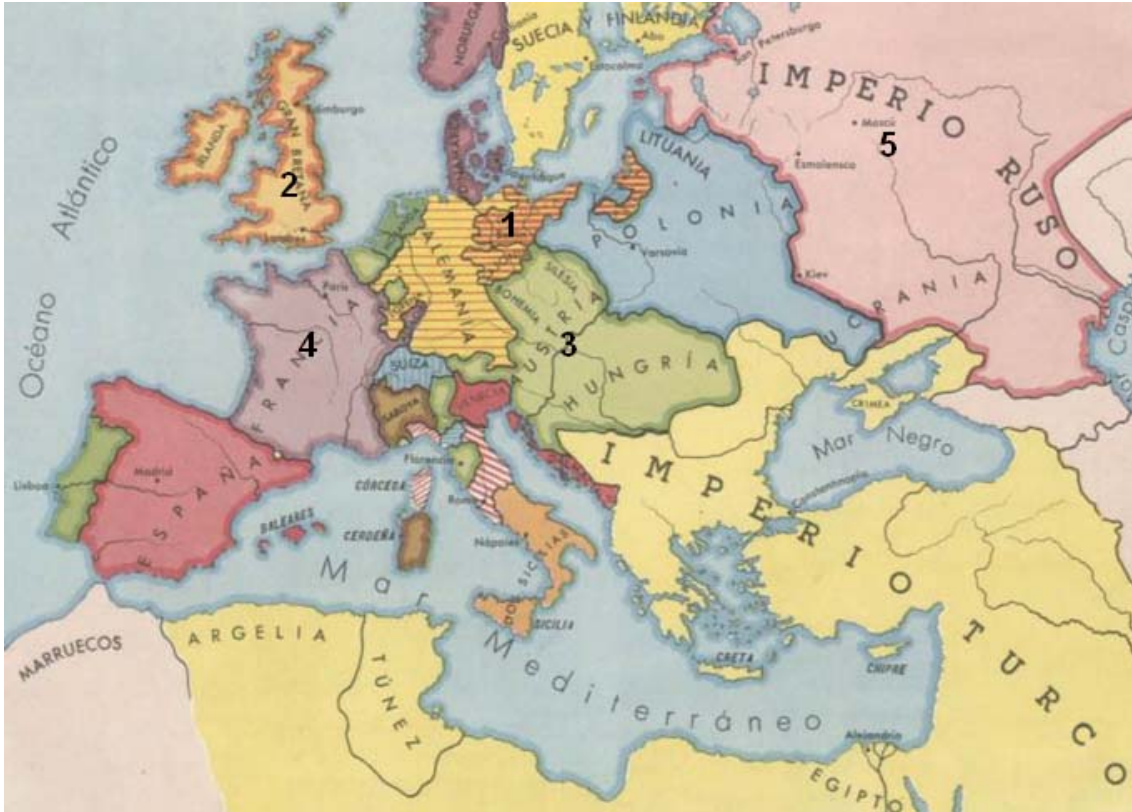 NORUEGA
SUECIA Y FINLANDIA
Abo
Estocolmo
San Petersburgo
IMPERIO RUSO
Moscú
5
Esmolensco
Edimburgo
GRAN BRETAÑA
IRLANDA
2
Londres
DINAMARCA
LITUANIA
POLONIA
Varsovia
1
ALEMANIA
Kiev
UCRANIA
SILESIA
BOHEMIA
AUSTRIA
3
HUNGRÍA
Océano Atlántico
París
4
FRANCIA
SUIZA
SABOYA
VENECIA
Florencia
CÓRCEGA
Roma
CERDEÑA
Nápoles
DOS SICILIAS
SICILIA
Lisboa
Madrid
ESPAÑA
BALEARES
Mar Mediterráneo
CRIMEA
Mar Negro
Constantinopla
IMPERIO TURCO
CRETA
CHIPRE
MARRUECOS
ARGELIA
TÚNEZ
Alejandría
EGIPTO